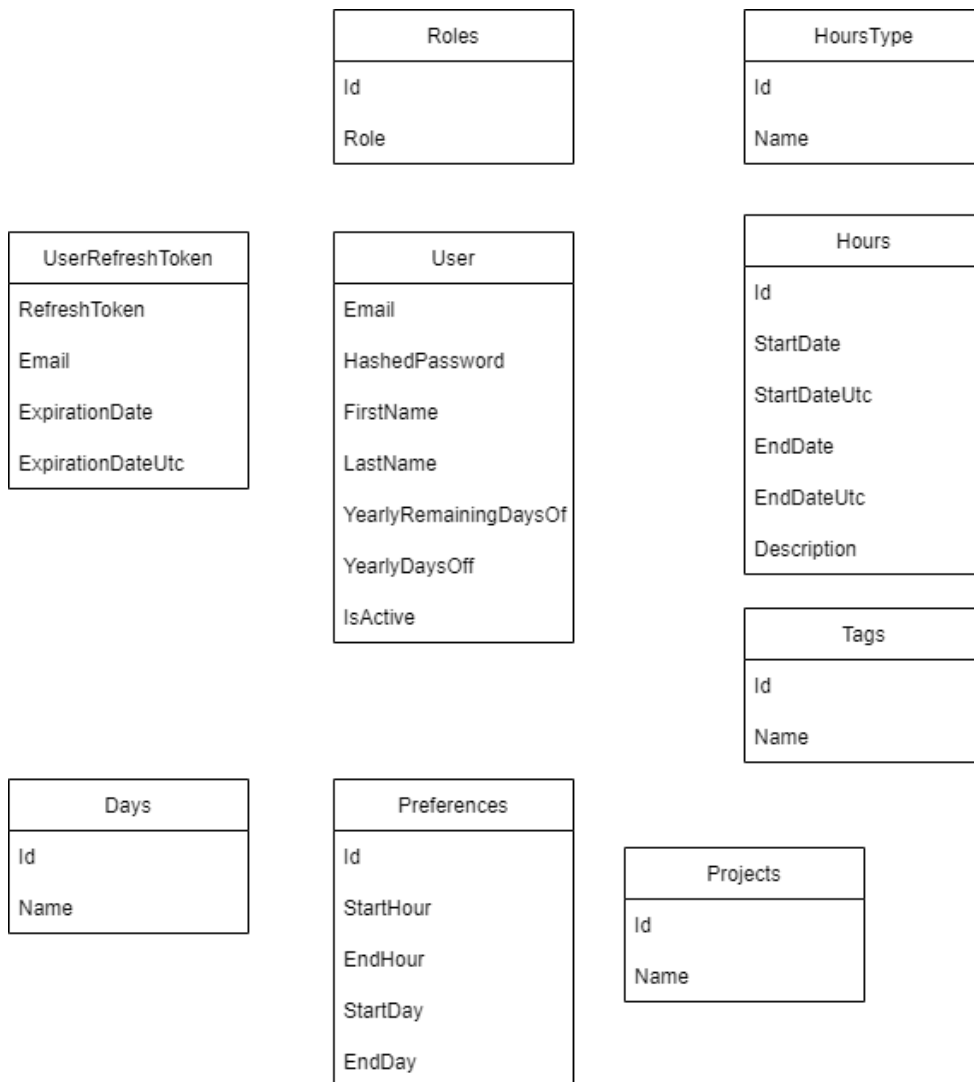 Roles
Id
Role
HoursType
Id
Name
UserRefreshToken
RefreshToken
Email
ExpirationDate
ExpirationDateUtc
User
Email
HashedPassword
FirstName
LastName
YearlyRemainingDaysOf
YearlyDaysOff
IsActive
Hours
Id
StartDate
StartDateUtc
EndDate
EndDateUtc
Description
Tags
Id
Name
Days
Id
Name
Preferences
Id
StartHour
EndHour
StartDay
EndDay
Projects
Id
Name